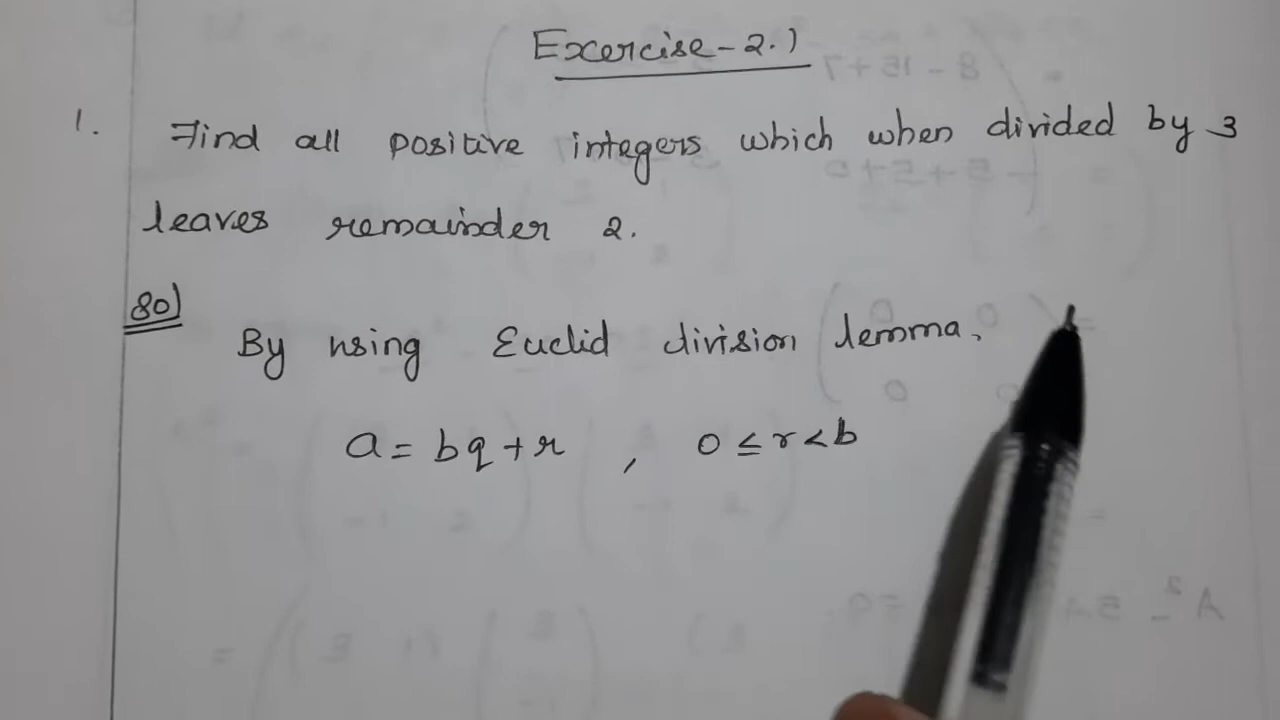 Exercise - 2.1
1. Find all positive integers which when divided by 3
leaves remainder 2.
So)
By using Euclid division lemma,
a = bq + r , 0 ≤ r < b